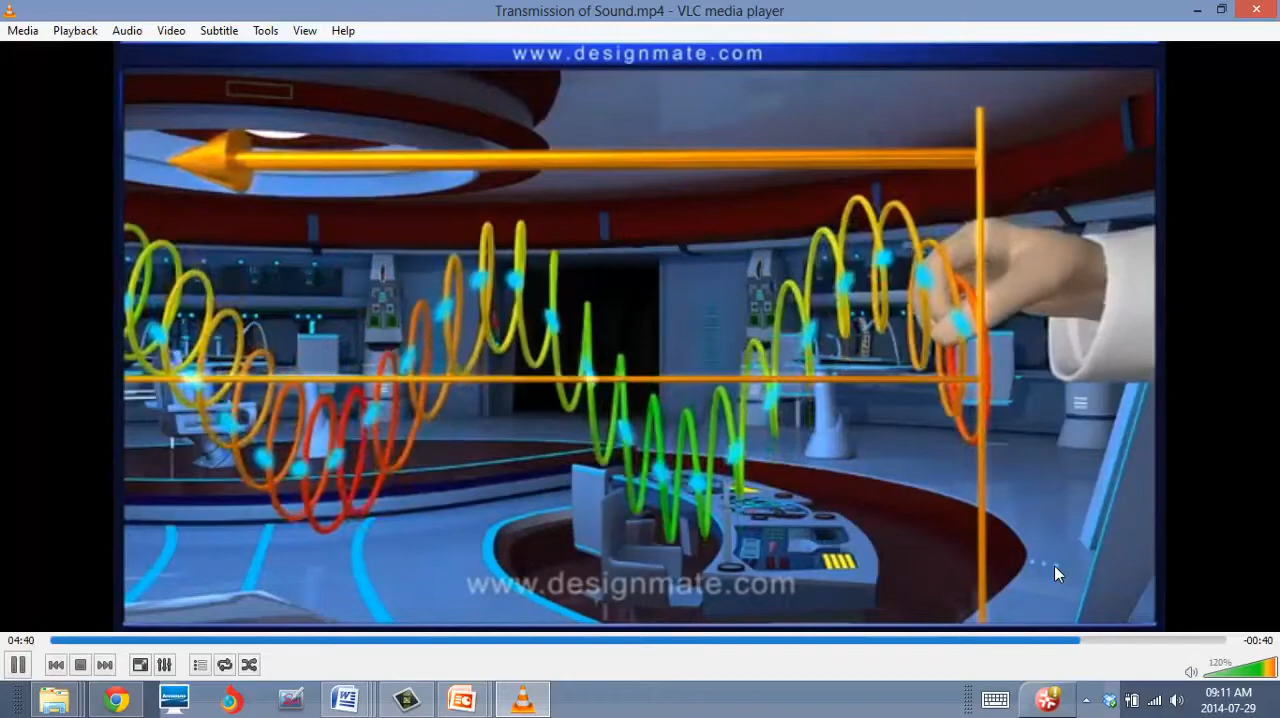 Transmission of Sound.mp4 - VLC media player
Media Playback Audio Video Subtitle Tools View Help
www.designmate.com
www.designmate.com
04:40
-00:40
120%
09:11 AM
2014-07-29